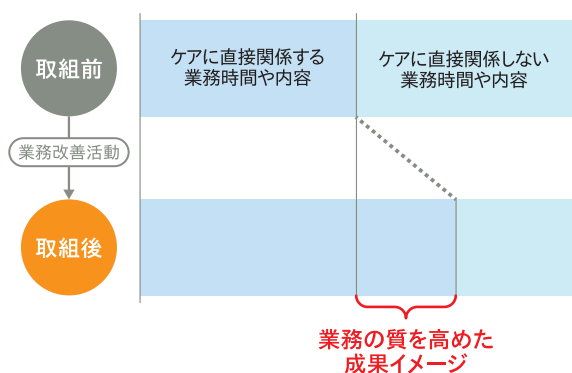 取組前
ケアに直接関係する
業務時間や内容
ケアに直接関係しない
業務時間や内容
業務改善活動
取組後
業務の質を高めた
成果イメージ